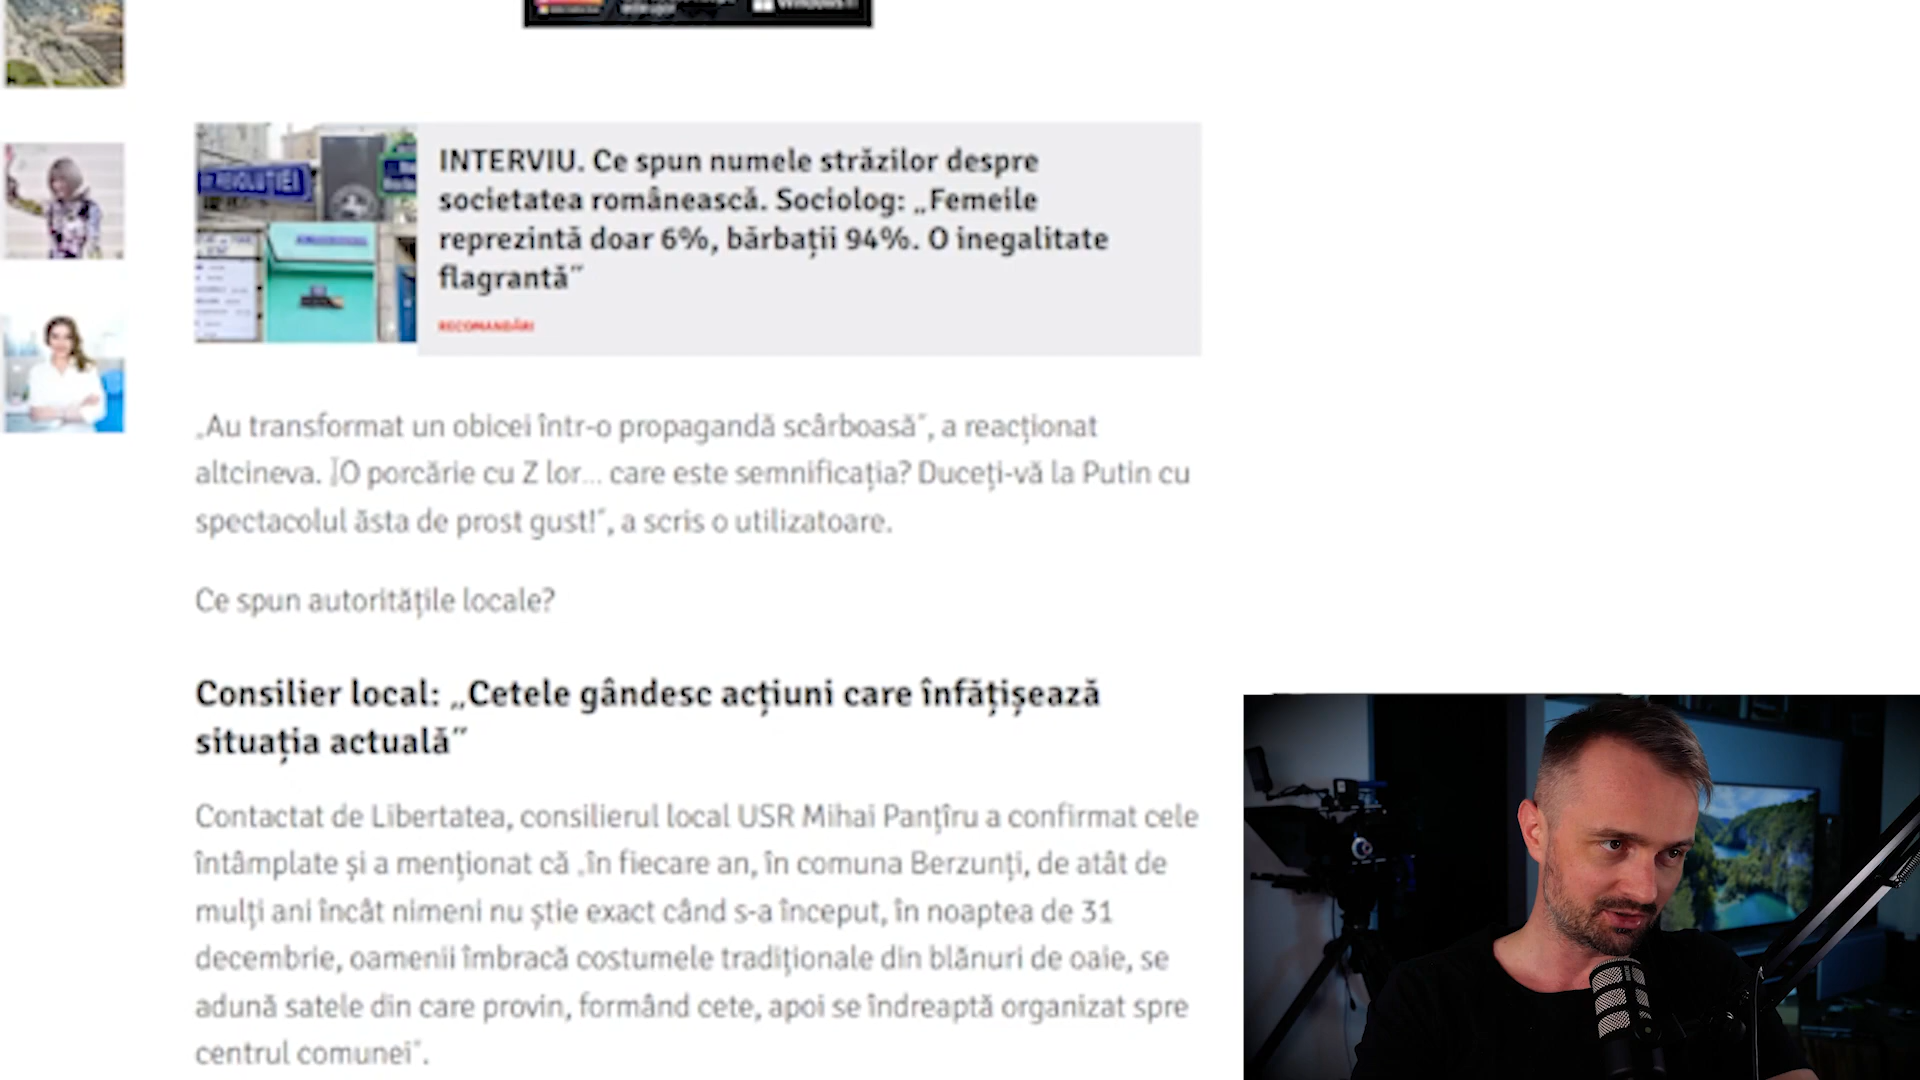 REVOLUTIEI
INTERVIU. Ce spun numele străzilor despre
societatea românească. Sociolog: „Femeile
reprezintă doar 6%, bărbații 94%. O inegalitate
flagrantă”
RECOMANDĂRI
„Au transformat un obicei într-o propagandă scârboasă”, a reacționat
altcineva. „O porcărie cu Z lor... care este semnificația? Duceți-vă la Putin cu
spectacolul ăsta de prost gust!”, a scris o utilizatoare.
Ce spun autoritățile locale?
Consilier local: „Cetele gândesc acțiuni care înfățișează
situația actuală”
Contactat de Libertatea, consilierul local USR Mihai Panțîru a confirmat cele
întâmplate și a menționat că „în fiecare an, în comuna Berzunți, de atât de
mulți ani încât nimeni nu știe exact când s-a început, în noaptea de 31
decembrie, oamenii îmbracă costumele tradiționale din blănuri de oaie, se
adună satele din care provin, formând cete, apoi se îndreaptă organizat spre
centrul comunei”.